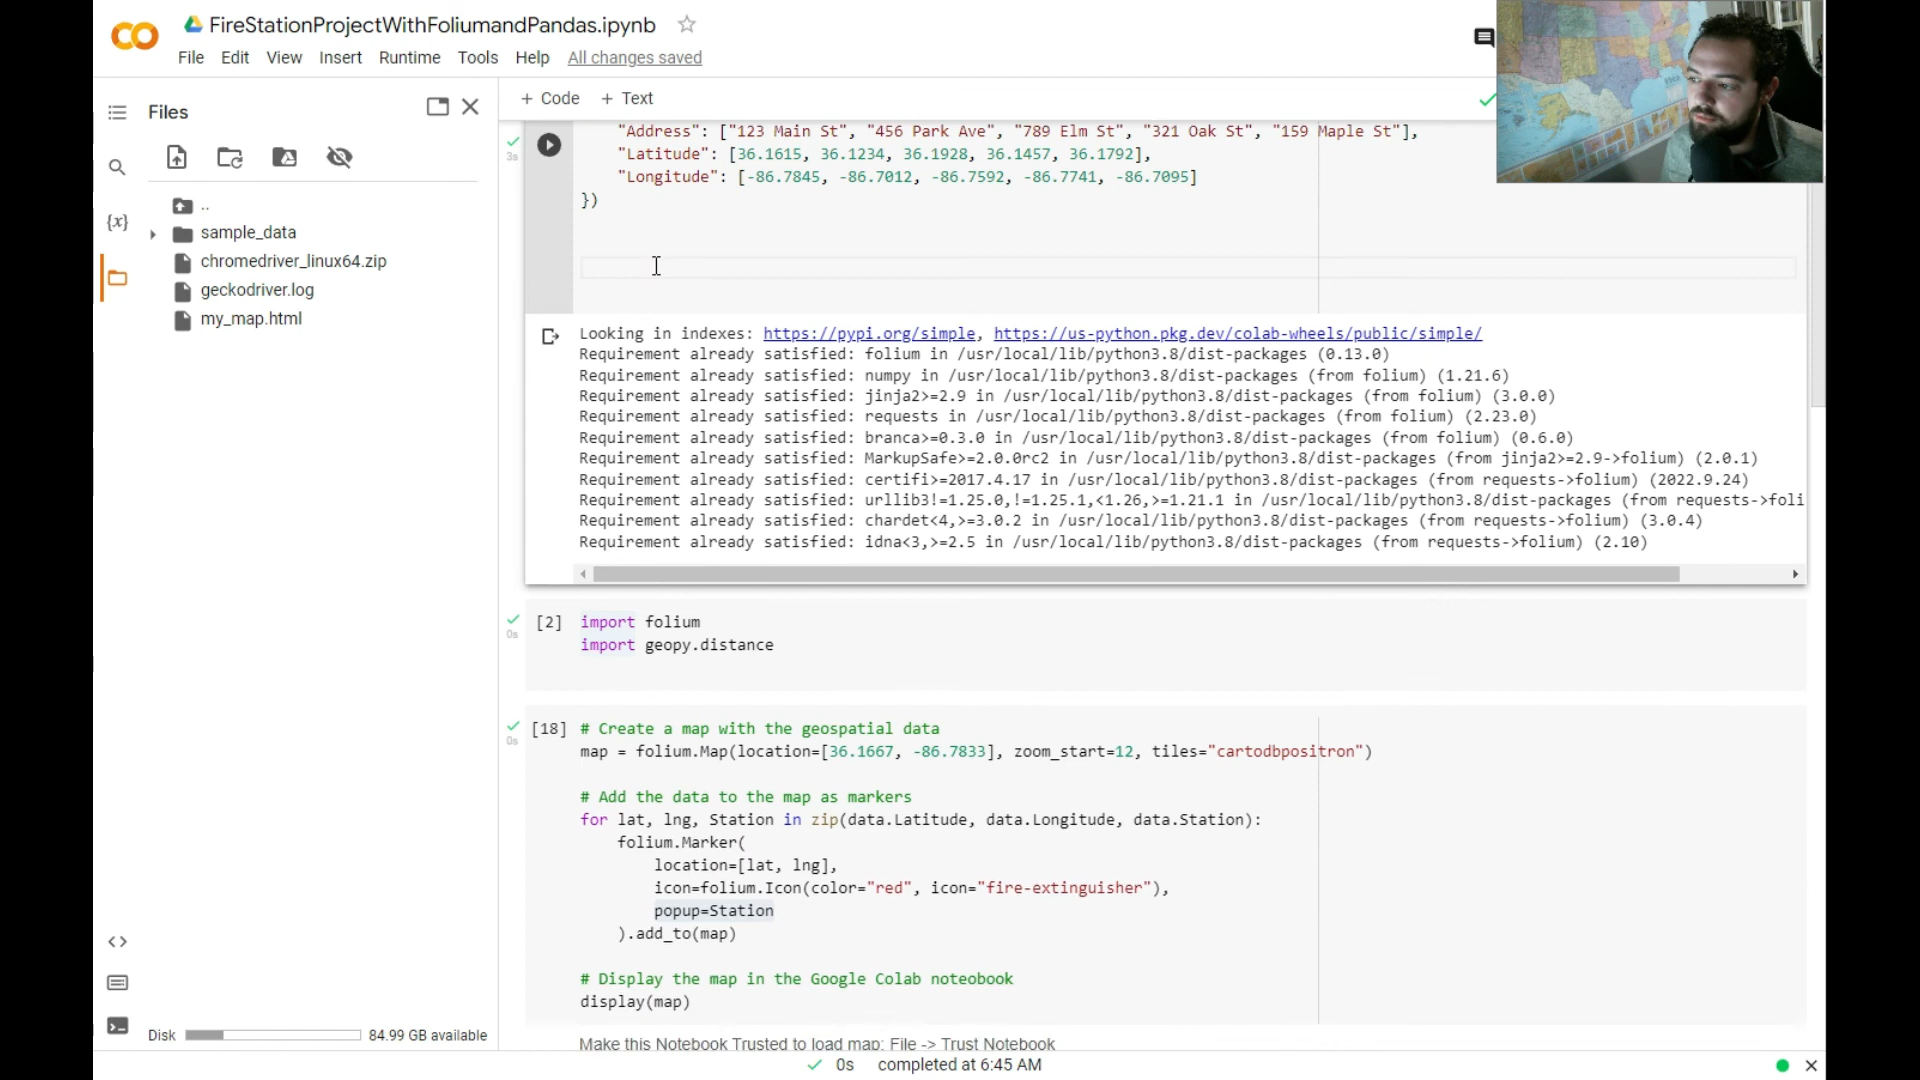 FireStationProjectWithFoliumandPandas.ipynb
File Edit View Insert Runtime Tools Help All changes saved
Files
+ Code + Text
..
sample_data
chromedriver_linux64.zip
geckodriver.log
my_map.html
{x}
3s
"Address": ["123 Main St", "456 Park Ave", "789 Elm St", "321 Oak St", "159 Maple St"],
"Latitude": [36.1615, 36.1234, 36.1928, 36.1457, 36.1792],
"Longitude": [-86.7845, -86.7012, -86.7592, -86.7741, -86.7095]
})
Looking in indexes: https://pypi.org/simple, https://us-python.pkg.dev/colab-wheels/public/simple/
Requirement already satisfied: folium in /usr/local/lib/python3.8/dist-packages (0.13.0)
Requirement already satisfied: numpy in /usr/local/lib/python3.8/dist-packages (from folium) (1.21.6)
Requirement already satisfied: jinja2>=2.9 in /usr/local/lib/python3.8/dist-packages (from folium) (3.0.0)
Requirement already satisfied: requests in /usr/local/lib/python3.8/dist-packages (from folium) (2.23.0)
Requirement already satisfied: branca>=0.3.0 in /usr/local/lib/python3.8/dist-packages (from folium) (0.6.0)
Requirement already satisfied: MarkupSafe>=2.0.0rc2 in /usr/local/lib/python3.8/dist-packages (from jinja2>=2.9->folium) (2.0.1)
Requirement already satisfied: certifi>=2017.4.17 in /usr/local/lib/python3.8/dist-packages (from requests->folium) (2022.9.24)
Requirement already satisfied: urllib3!=1.25.0,!=1.25.1,<1.26,>=1.21.1 in /usr/local/lib/python3.8/dist-packages (from requests->foli
Requirement already satisfied: chardet<4,>=3.0.2 in /usr/local/lib/python3.8/dist-packages (from requests->folium) (3.0.4)
Requirement already satisfied: idna<3,>=2.5 in /usr/local/lib/python3.8/dist-packages (from requests->folium) (2.10)
[2] import folium
0s import geopy.distance
[18] # Create a map with the geospatial data
0s map = folium.Map(location=[36.1667, -86.7833], zoom_start=12, tiles="cartodbpositron")
# Add the data to the map as markers
for lat, lng, Station in zip(data.Latitude, data.Longitude, data.Station):
folium.Marker(
location=[lat, lng],
icon=folium.Icon(color="red", icon="fire-extinguisher"),
popup=Station
).add_to(map)
# Display the map in the Google Colab noteobook
display(map)
Make this Notebook Trusted to load map: File -> Trust Notebook
Disk 84.99 GB available
0s completed at 6:45 AM